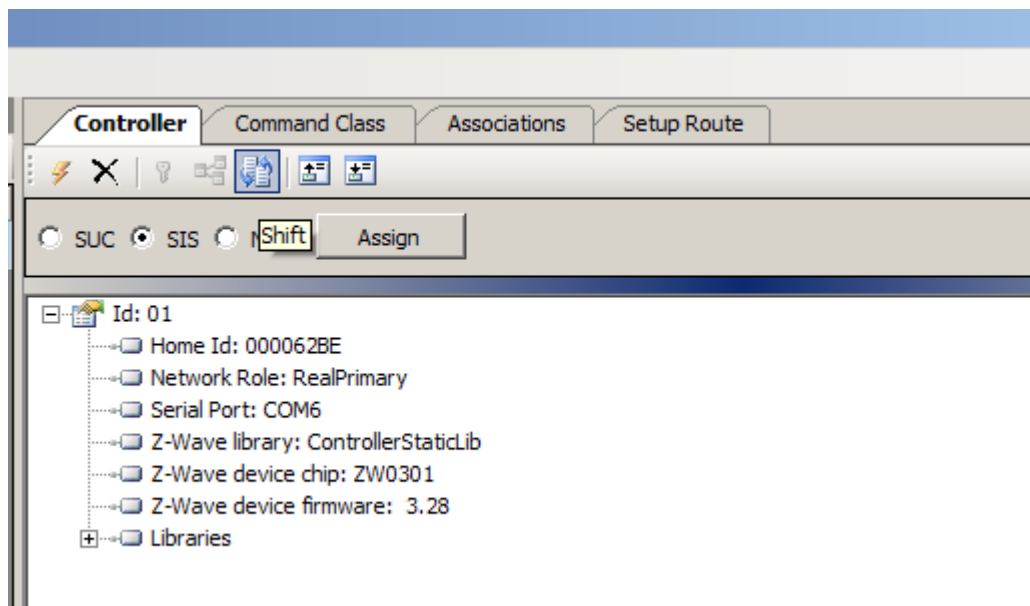 Controller Command Class Associations Setup Route
SUC SIS Shift Assign
Id: 01
Home Id: 000062BE
Network Role: RealPrimary
Serial Port: COM6
Z-Wave library: ControllerStaticLib
Z-Wave device chip: ZW0301
Z-Wave device firmware: 3.28
Libraries